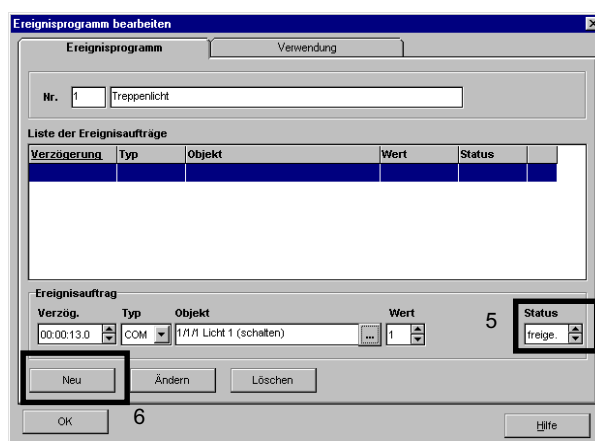 Ereignisprogramm bearbeiten
Ereignisprogramm Verwendung
Nr. 1 Treppenlicht
Liste der Ereignisaufträge
Verzögerung Typ Objekt Wert Status
Ereignisauftrag
Verzög. Typ Objekt Wert 5 Status
00:00:13.0 COM 1/1/1 Licht 1 (schalten) ... 1 freige.
Neu Ändern Löschen
OK 6 Hilfe